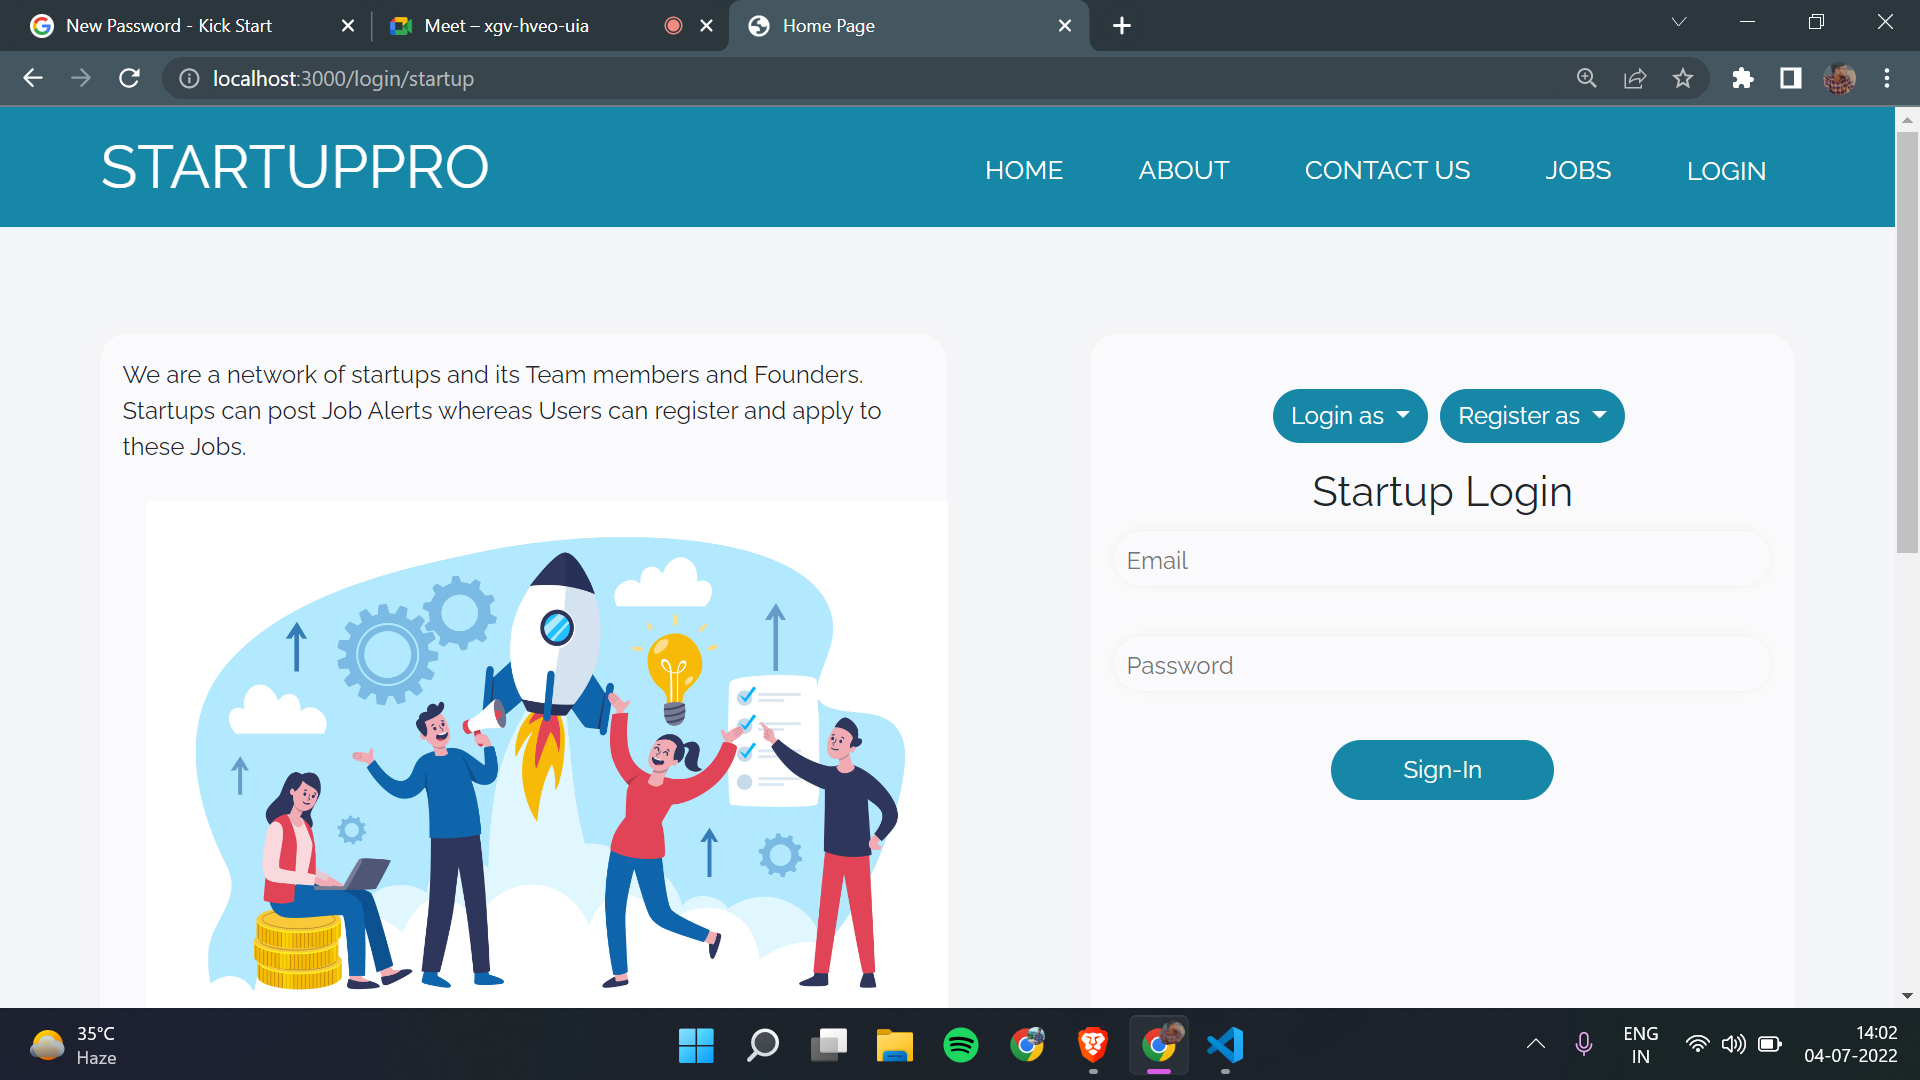 New Password - Kick Start
Meet – xgv-hveo-uia
Home Page
localhost:3000/login/startup
STARTUPPRO
HOME
ABOUT
CONTACT US
JOBS
LOGIN
We are a network of startups and its Team members and Founders.
Startups can post Job Alerts whereas Users can register and apply to
these Jobs.
Login as
Register as
Startup Login
Email
Password
Sign-In
35°C
Haze
ENG
IN
14:02
04-07-2022